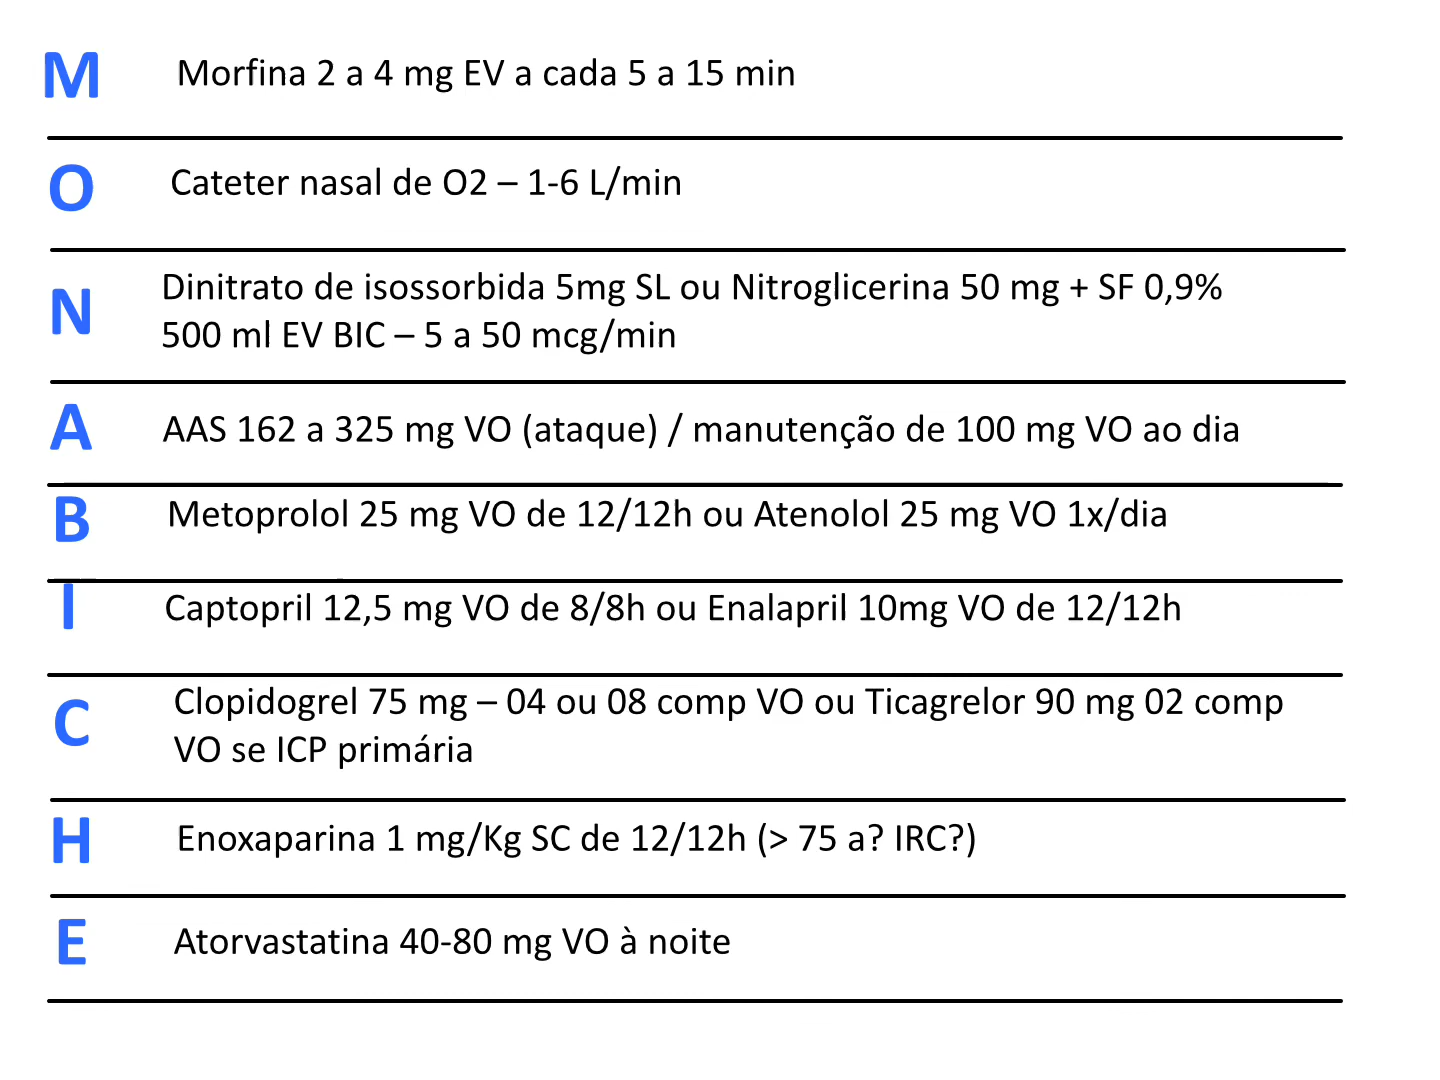 M Morfina 2 a 4 mg EV a cada 5 a 15 min
O Cateter nasal de O2 – 1-6 L/min
N Dinitrato de isossorbida 5mg SL ou Nitroglicerina 50 mg + SF 0,9%
500 ml EV BIC – 5 a 50 mcg/min
A AAS 162 a 325 mg VO (ataque) / manutenção de 100 mg VO ao dia
B Metoprolol 25 mg VO de 12/12h ou Atenolol 25 mg VO 1x/dia
I Captopril 12,5 mg VO de 8/8h ou Enalapril 10mg VO de 12/12h
C Clopidogrel 75 mg – 04 ou 08 comp VO ou Ticagrelor 90 mg 02 comp
VO se ICP primária
H Enoxaparina 1 mg/Kg SC de 12/12h (> 75 a? IRC?)
E Atorvastatina 40-80 mg VO à noite